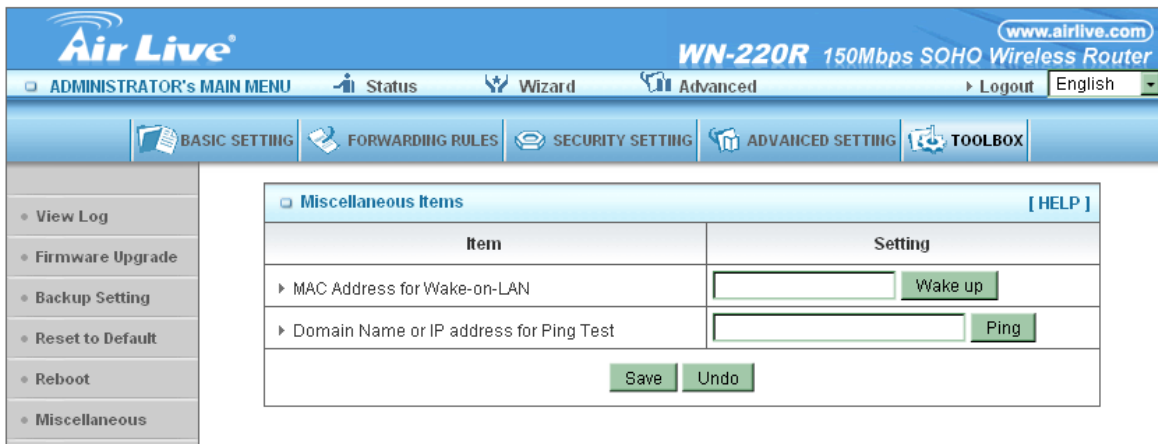 Air Live®
www.airlive.com
WN-220R 150Mbps SOHO Wireless Router
ADMINISTRATOR's MAIN MENU Status Wizard Advanced Logout English
BASIC SETTING FORWARDING RULES SECURITY SETTING ADVANCED SETTING TOOLBOX
View Log
Firmware Upgrade
Backup Setting
Reset to Default
Reboot
Miscellaneous
Miscellaneous Items [ HELP ]
Item Setting
MAC Address for Wake-on-LAN Wake up
Domain Name or IP address for Ping Test Ping
Save Undo